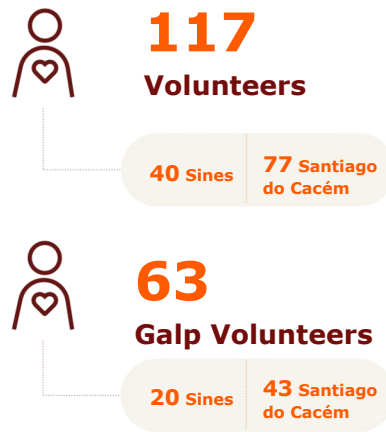 117
Volunteers
40 Sines
77 Santiago
do Cacém
63
Galp Volunteers
20 Sines
43 Santiago
do Cacém